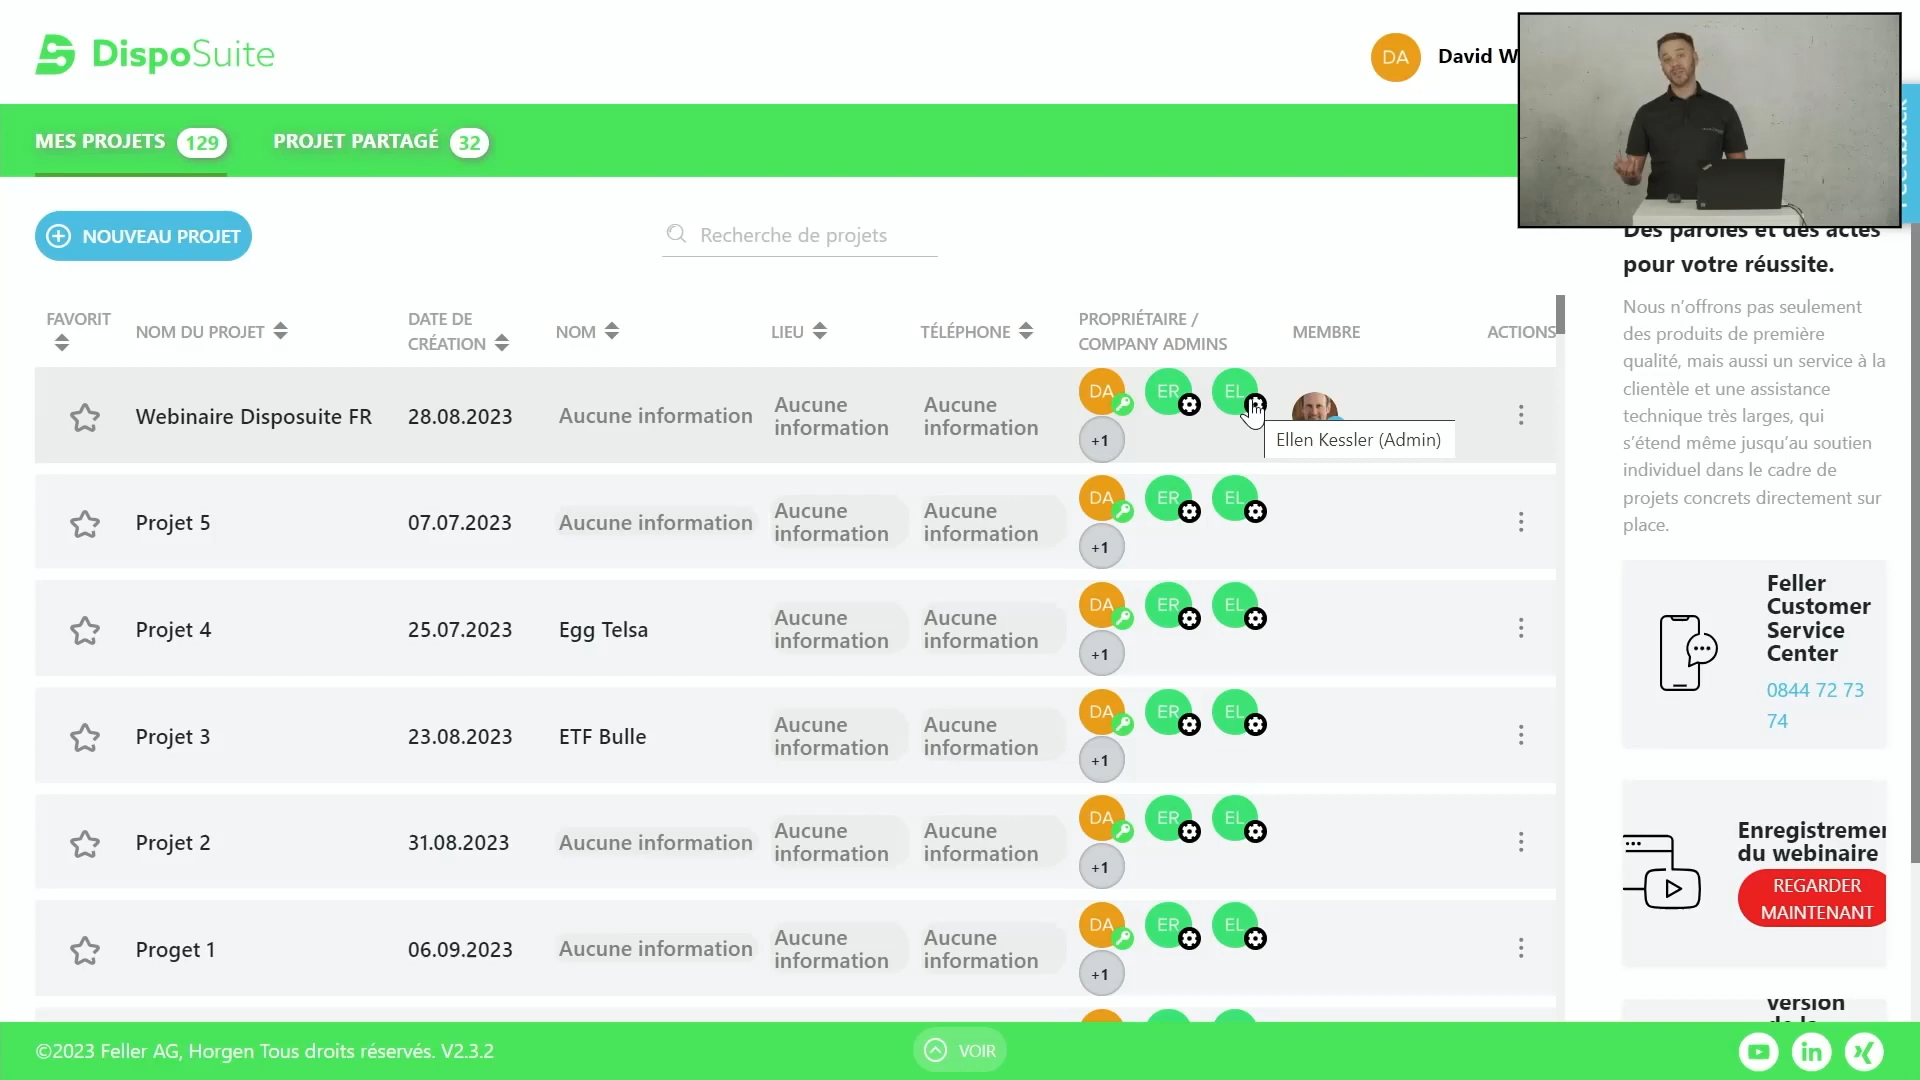 DispoSuite
DA
David W
Feedback
MES PROJETS 129
PROJET PARTAGÉ 32
NOUVEAU PROJET
Recherche de projets
FAVORIT
NOM DU PROJET
DATE DE
CRÉATION
NOM
LIEU
TÉLÉPHONE
PROPRIÉTAIRE /
COMPANY ADMINS
MEMBRE
ACTIONS
Webinaire Disposuite FR
28.08.2023
Aucune information
Aucune
information
Aucune
information
DA ER EL
+1
Ellen Kessler (Admin)
Projet 5
07.07.2023
Aucune information
Aucune
information
Aucune
information
DA ER EL
+1
Projet 4
25.07.2023
Egg Telsa
Aucune
information
Aucune
information
DA ER EL
+1
Projet 3
23.08.2023
ETF Bulle
Aucune
information
Aucune
information
DA ER EL
+1
Projet 2
31.08.2023
Aucune information
Aucune
information
Aucune
information
DA ER EL
+1
Proget 1
06.09.2023
Aucune information
Aucune
information
Aucune
information
DA ER EL
+1
Des paroles et des actes
pour votre réussite.
Nous n’offrons pas seulement
des produits de première
qualité, mais aussi un service à la
clientèle et une assistance
technique très larges, qui
s’étend même jusqu’au soutien
individuel dans le cadre de
projets concrets directement sur
place.
Feller
Customer
Service
Center
0844 72 73
74
Enregistremen
du webinaire
REGARDER
MAINTENANT
version
©2023 Feller AG, Horgen Tous droits réservés. V2.3.2
VOIR
in